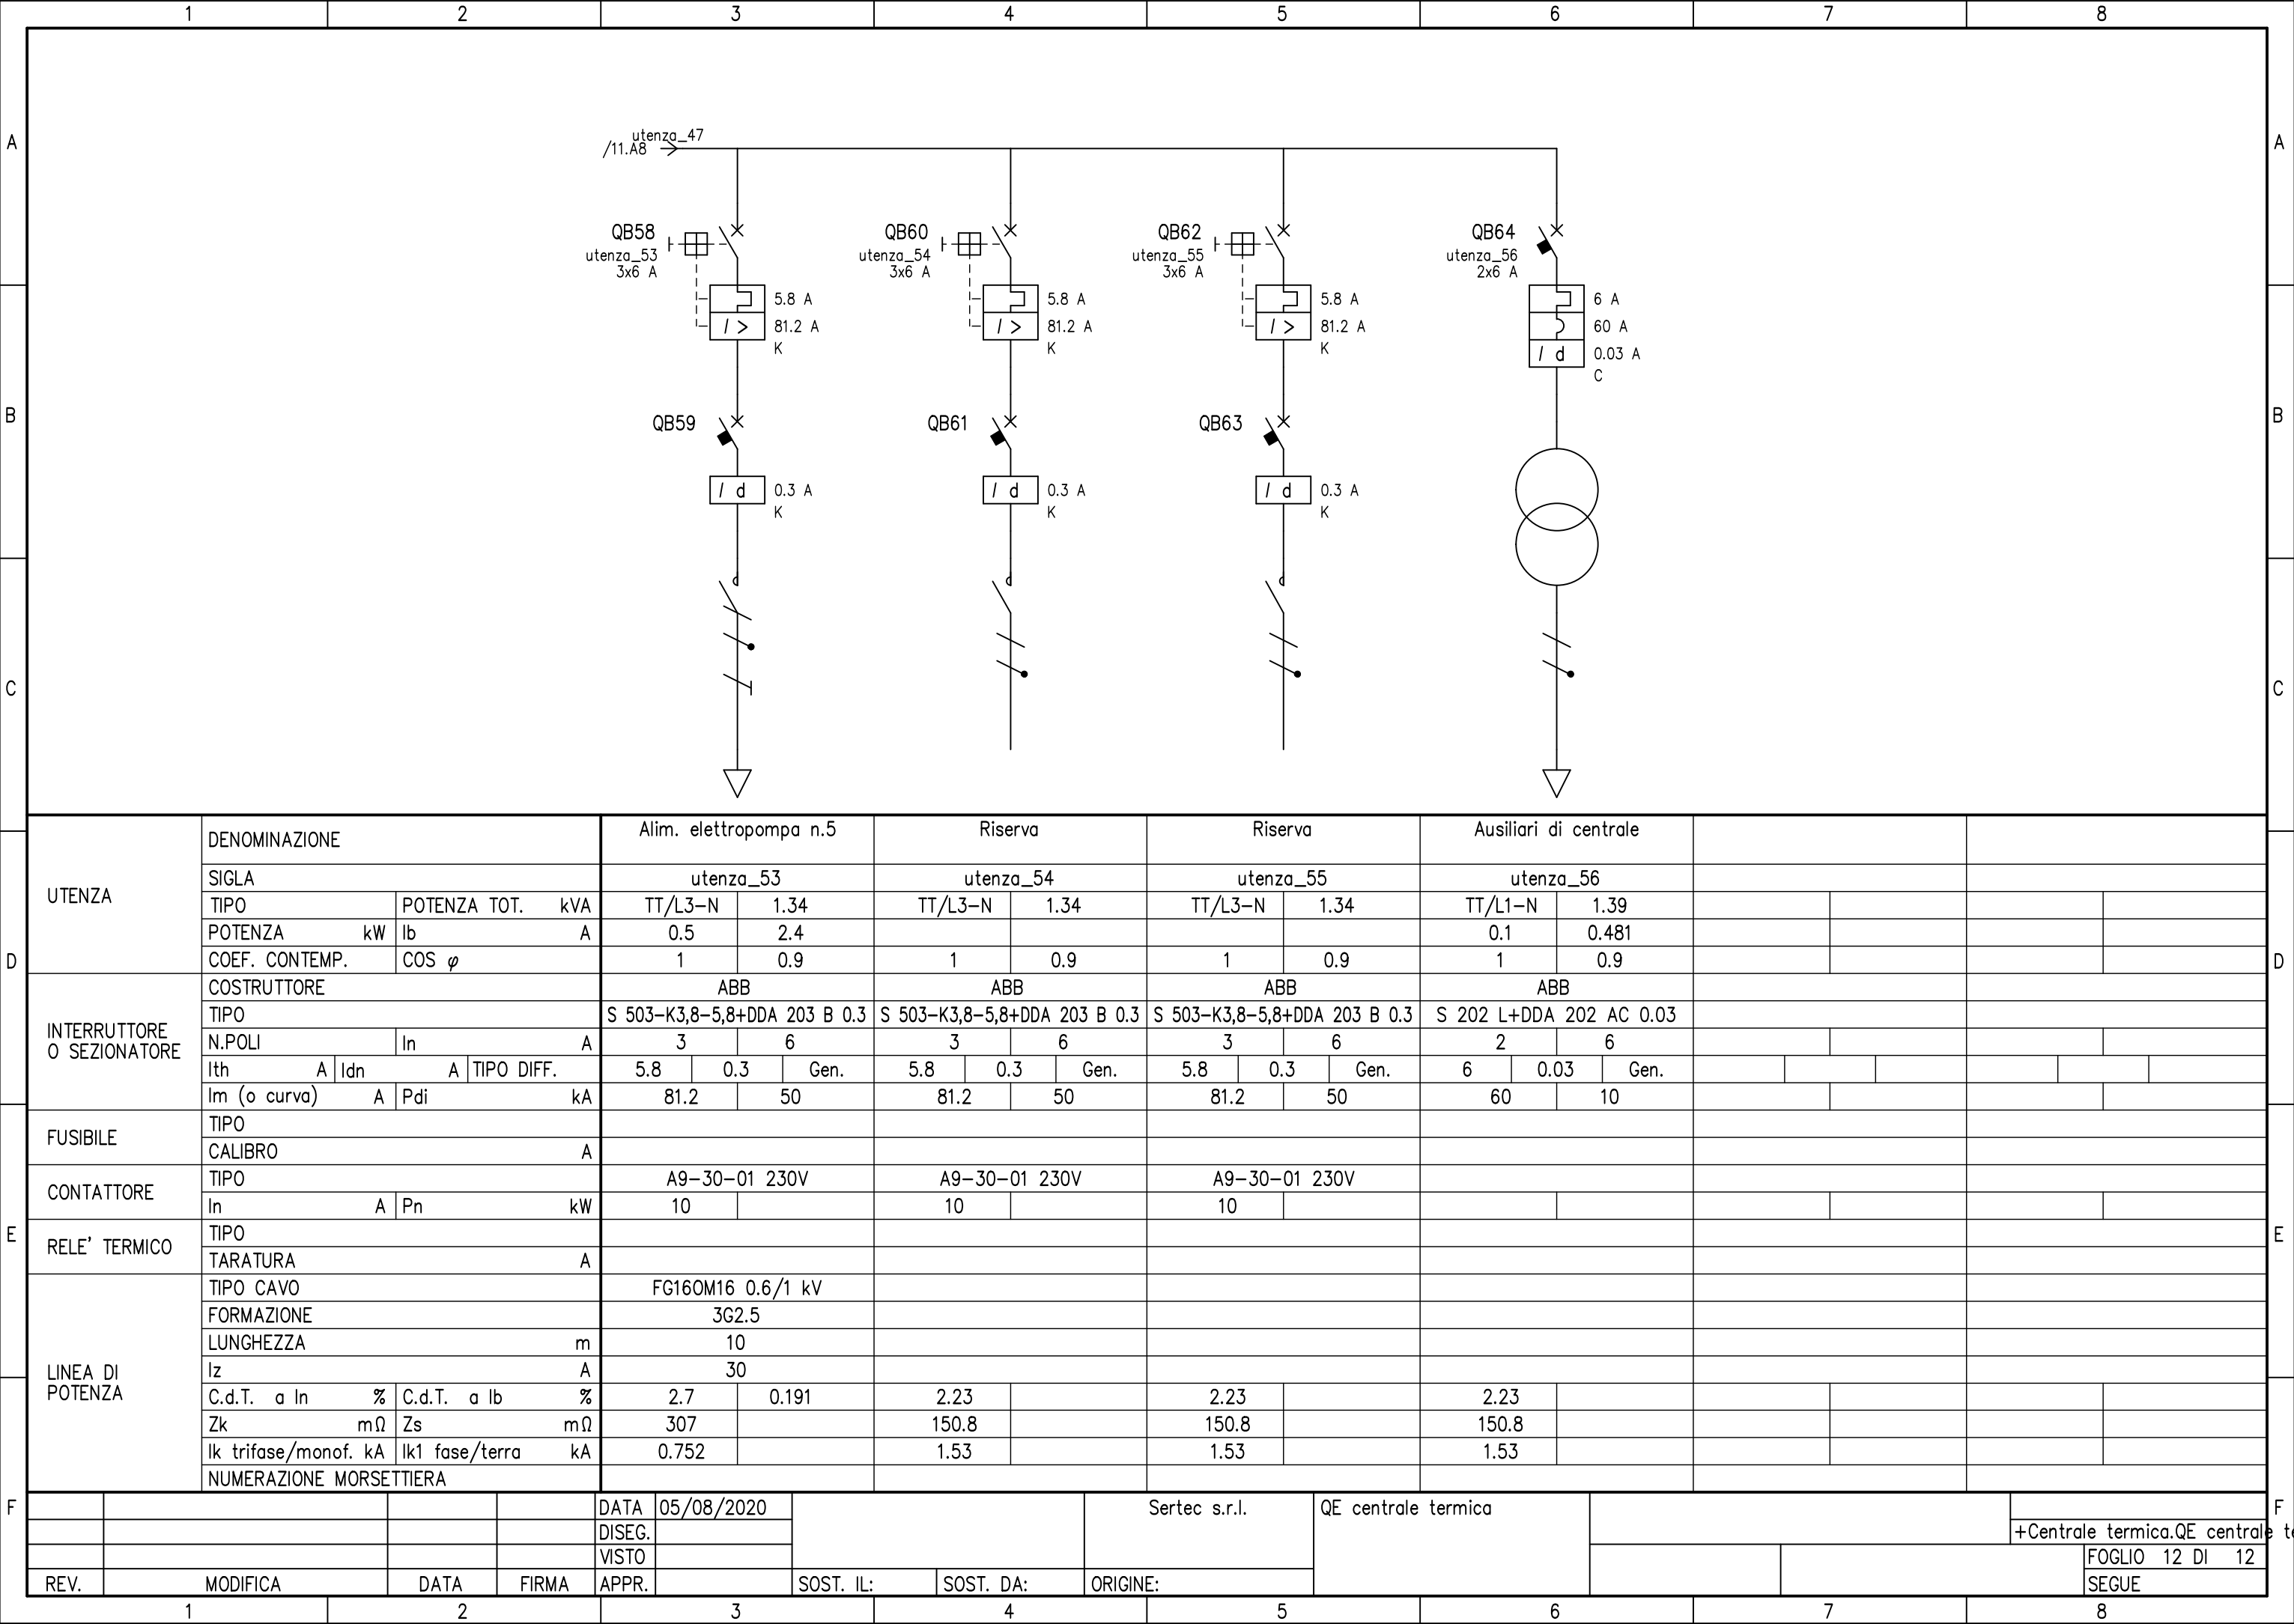 1 2 3 4 5 6 7 8
A A
utenza_47
/11.A8
QB58 QB60 QB62 QB64
utenza_53 utenza_54 utenza_55 utenza_56
3x6 A 3x6 A 3x6 A 2x6 A
5.8 A 5.8 A 5.8 A 6 A
I > 81.2 A I > 81.2 A I > 81.2 A 60 A
K K K
I d 0.03 A
C
B B
QB59 QB61 QB63
I d 0.3 A I d 0.3 A I d 0.3 A
K K K
C C
UTENZA
DENOMINAZIONE Alim. elettropompa n.5 Riserva Riserva Ausiliari di centrale
SIGLA utenza_53 utenza_54 utenza_55 utenza_56
TIPO POTENZA TOT. kVA TT/L3-N 1.34 TT/L3-N 1.34 TT/L3-N 1.34 TT/L1-N 1.39
POTENZA kW Ib A 0.5 2.4 0.1 0.481
D COEF. CONTEMP. COS φ 1 0.9 1 0.9 1 0.9 1 0.9 D
INTERRUTTORE
O SEZIONATORE
COSTRUTTORE ABB ABB ABB ABB
TIPO S 503-K3,8-5,8+DDA 203 B 0.3 S 503-K3,8-5,8+DDA 203 B 0.3 S 503-K3,8-5,8+DDA 203 B 0.3 S 202 L+DDA 202 AC 0.03
N.POLI In A 3 6 3 6 3 6 2 6
Ith A Idn A TIPO DIFF. 5.8 0.3 Gen. 5.8 0.3 Gen. 5.8 0.3 Gen. 6 0.03 Gen.
Im (o curva) A Pdi kA 81.2 50 81.2 50 81.2 50 60 10
FUSIBILE
TIPO
CALIBRO A
CONTATTORE
TIPO A9-30-01 230V A9-30-01 230V A9-30-01 230V
In A Pn kW 10 10 10
E E
RELE' TERMICO
TIPO
TARATURA A
LINEA DI
POTENZA
TIPO CAVO FG16OM16 0.6/1 kV
FORMAZIONE 3G2.5
LUNGHEZZA m 10
Iz A 30
C.d.T. a In % C.d.T. a Ib % 2.7 0.191 2.23 2.23 2.23
Zk mΩ Zs mΩ 307 150.8 150.8 150.8
Ik trifase/monof. kA Ik1 fase/terra kA 0.752 1.53 1.53 1.53
NUMERAZIONE MORSETTIERA
F DATA 05/08/2020 Sertec s.r.l. QE centrale termica F
DISEG. +Centrale termica.QE centrale t
VISTO FOGLIO 12 DI 12
REV. MODIFICA DATA FIRMA APPR. SOST. IL: SOST. DA: ORIGINE: SEGUE
1 2 3 4 5 6 7 8